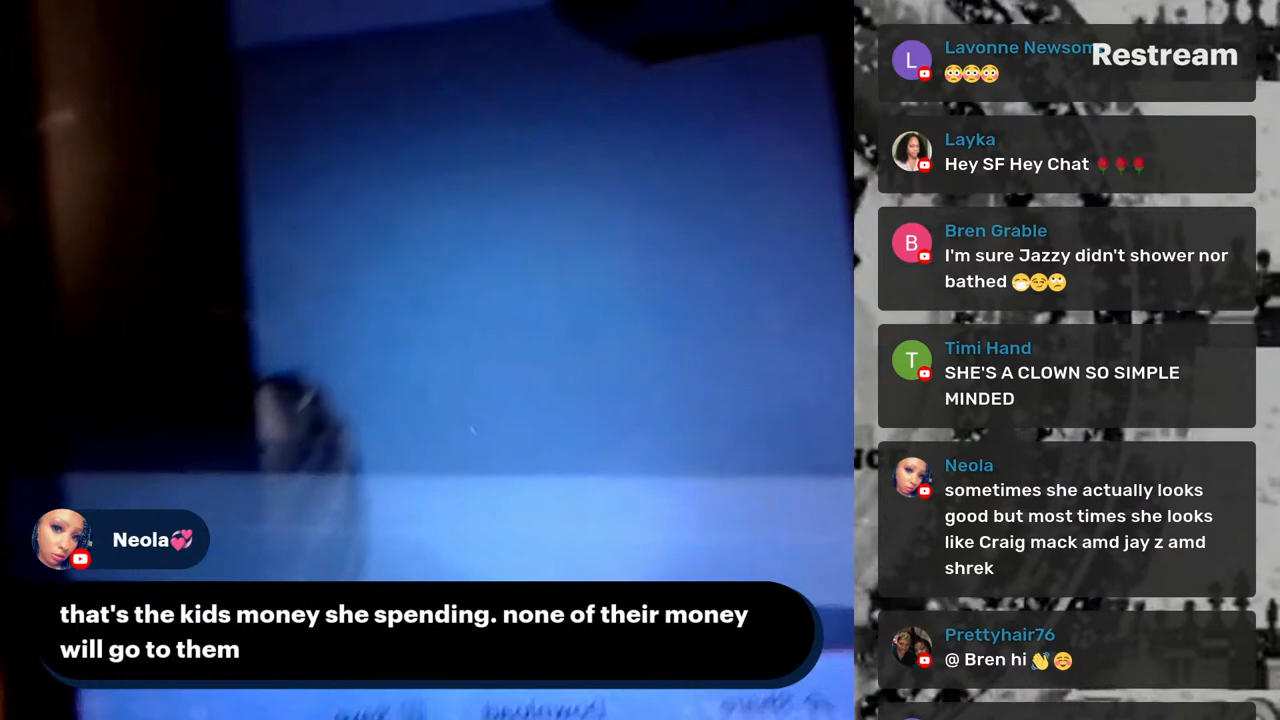 Restream
Lavonne Newsom
😳😳😳
Layka
Hey SF Hey Chat 🌹🌹🌹
Bren Grable
I'm sure Jazzy didn't shower nor
bathed 😷😏🙄
Timi Hand
SHE'S A CLOWN SO SIMPLE
MINDED
Neola
sometimes she actually looks
good but most times she looks
like Craig mack amd jay z amd
shrek
Prettyhair76
@ Bren hi 👋☺️
Neola💞
that's the kids money she spending. none of their money
will go to them
L
B
T